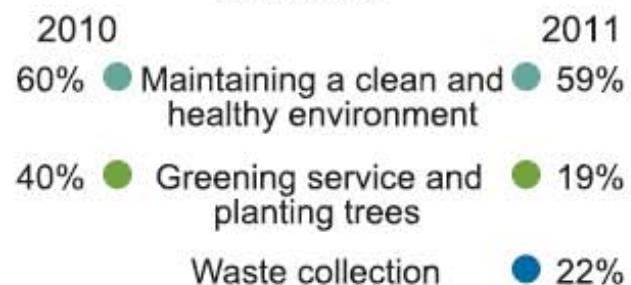 2010 2011
60% Maintaining a clean and 59%
healthy environment
40% Greening service and 19%
planting trees
Waste collection 22%